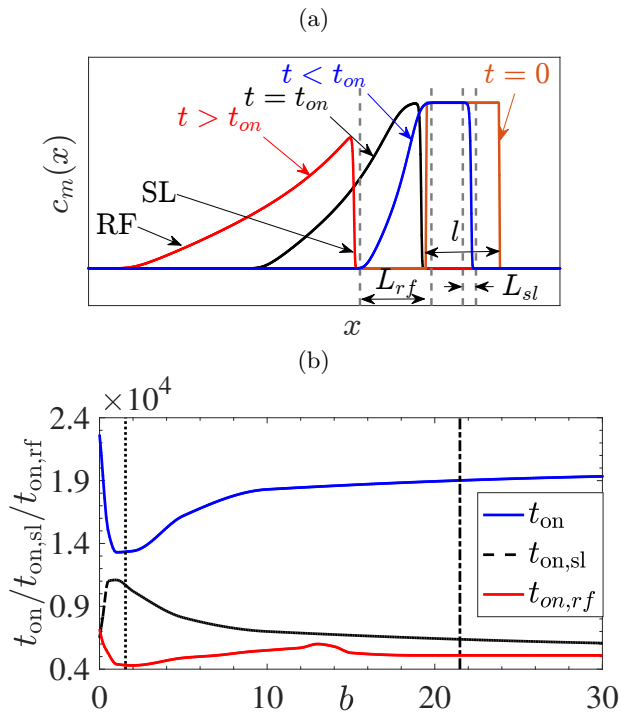 (a)
t < t_on
t = 0
t = t_on
t > t_on
c_m(x)
SL
RF
l
L_rf
L_sl
x
(b)
×10^4
2.4
1.9
1.4
0.9
0.4
t_on/t_on,sl/t_on,rf
t_on
t_on,sl
t_on,rf
0 10 20 30
b